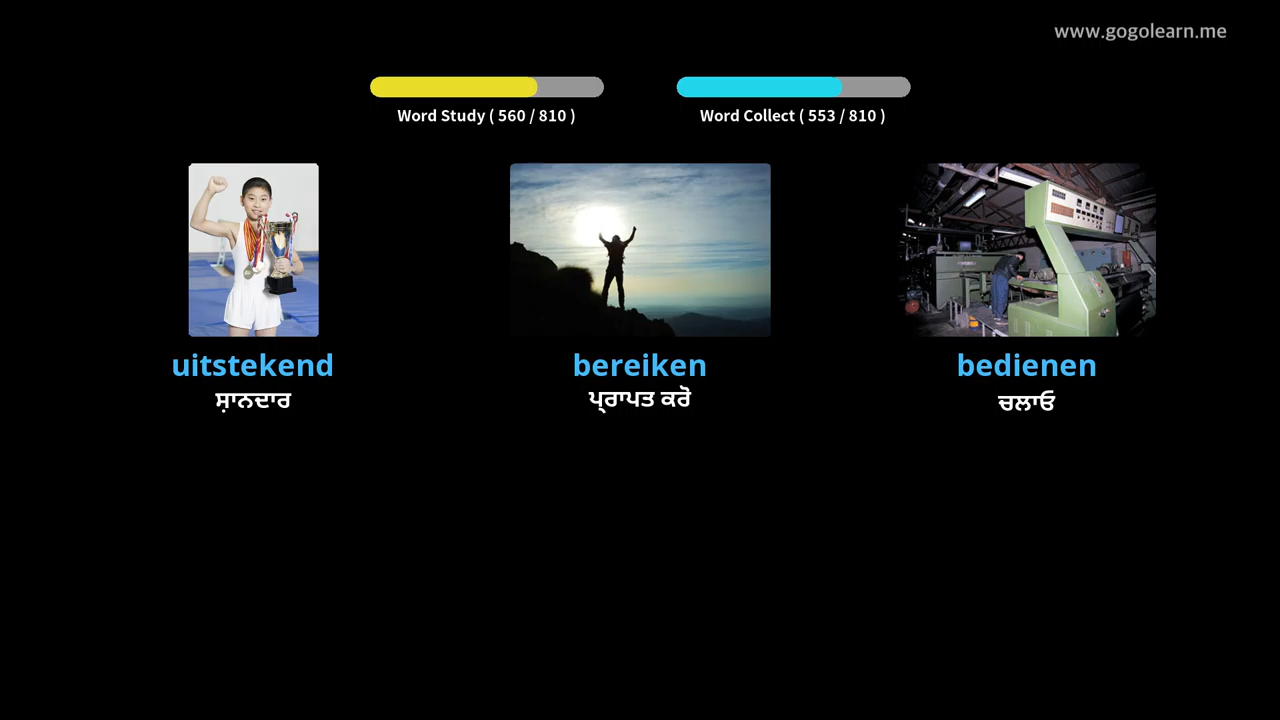 www.gogolearn.me
Word Study ( 560 / 810 )
Word Collect ( 553 / 810 )
uitstekend
ਸ਼ਾਨਦਾਰ
bereiken
ਪ੍ਰਾਪਤ ਕਰੋ
bedienen
ਚਲਾਓ